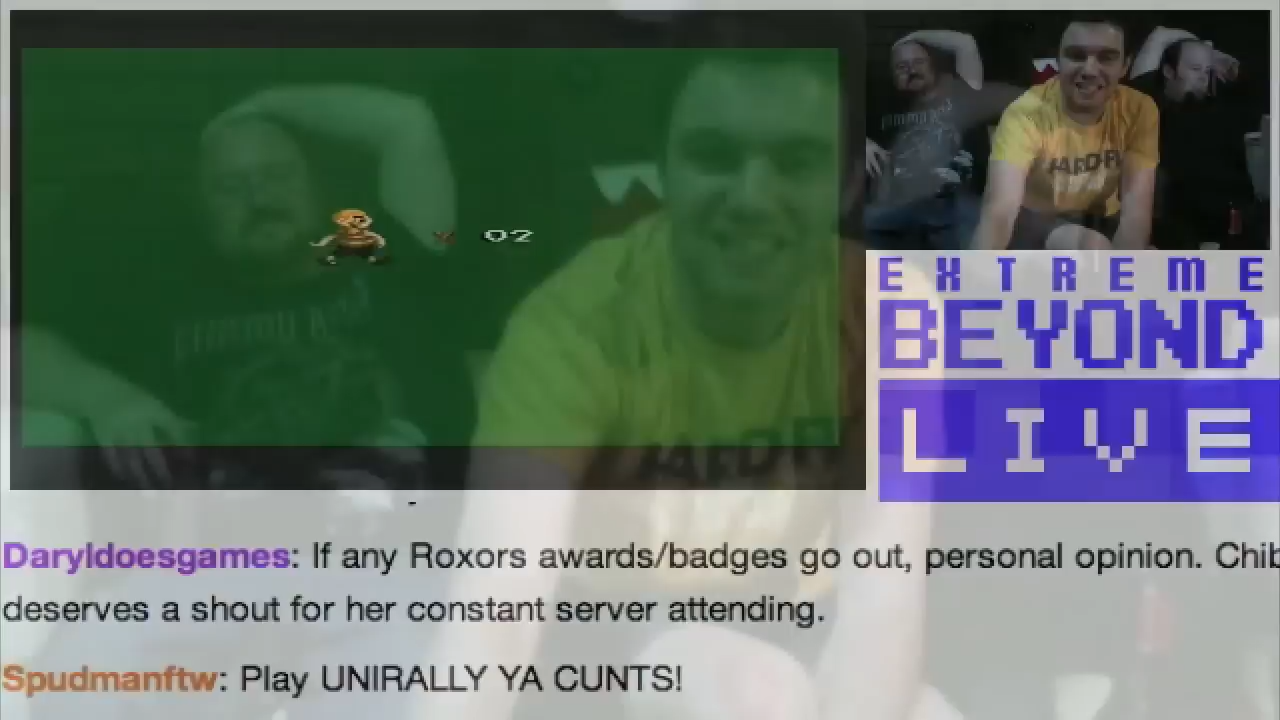 02
EXTREME
BEYOND
LIVE
Daryldoesgames: If any Roxors awards/badges go out, personal opinion. Chib
deserves a shout for her constant server attending.
Spudmanftw: Play UNIRALLY YA CUNTS!